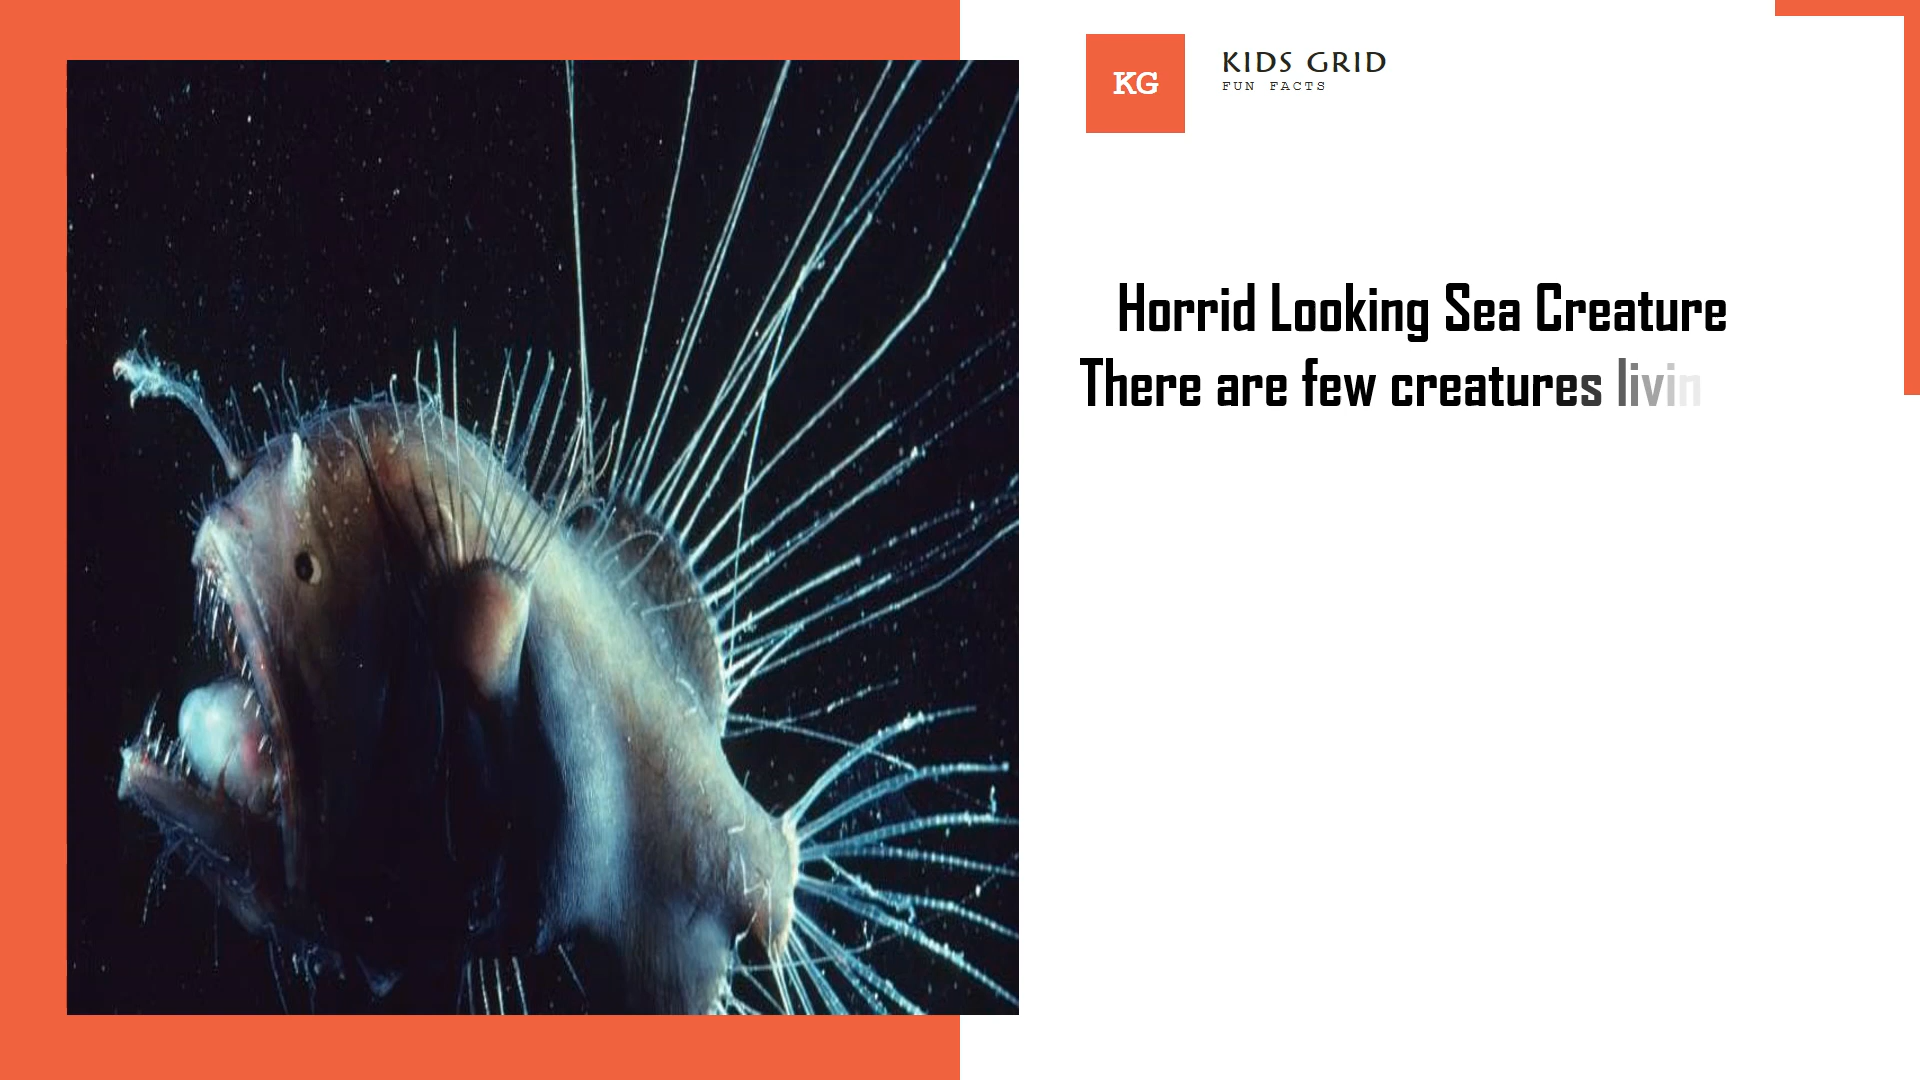 KG
KIDS GRID
FUN FACTS
Horrid Looking Sea Creature
There are few creatures livin